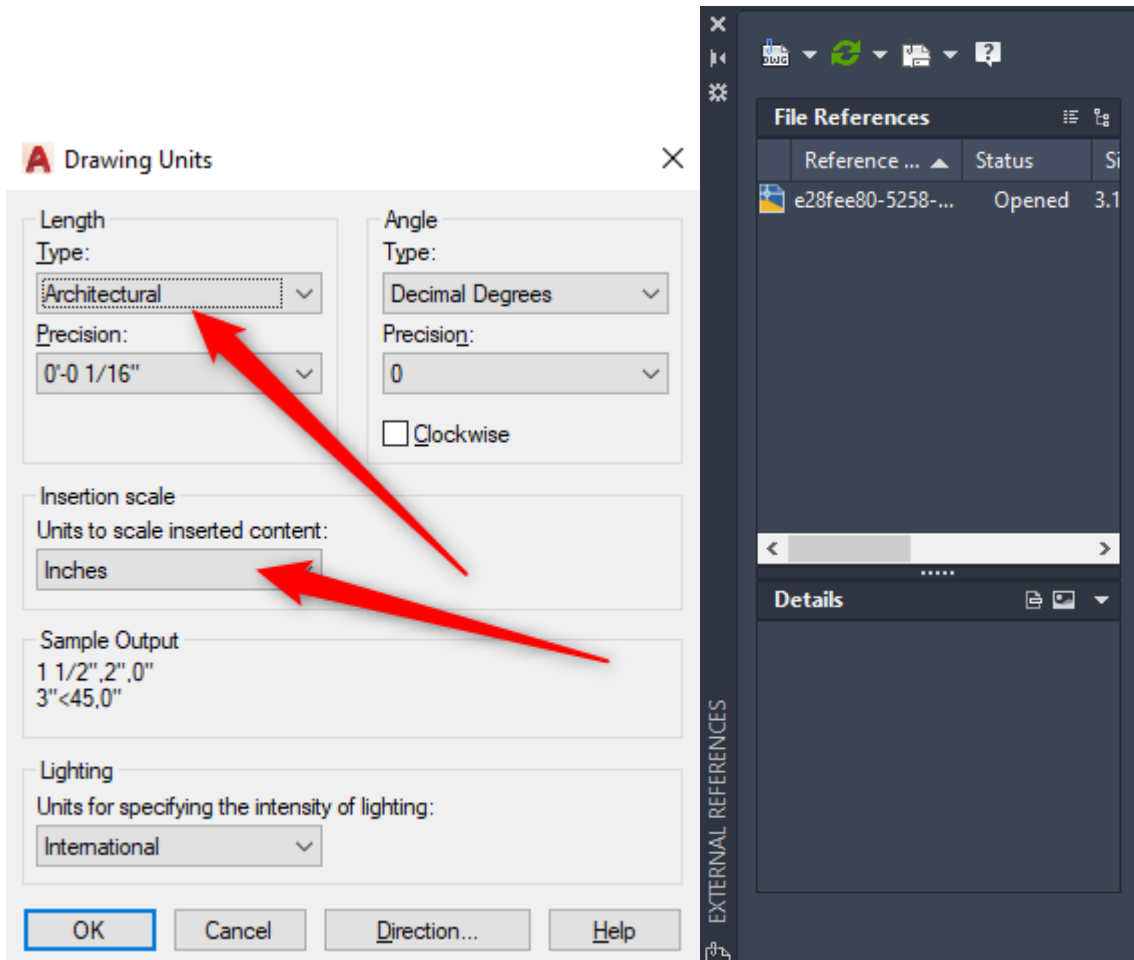 Drawing Units
Length
Type:
Architectural
Precision:
0'-0 1/16"
Angle
Type:
Decimal Degrees
Precision:
0
Clockwise
Insertion scale
Units to scale inserted content:
Inches
Sample Output
1 1/2",2",0"
3"<45,0"
Lighting
Units for specifying the intensity of lighting:
International
OK
Cancel
Direction...
Help
DWG
File References
Reference ...
Status
Si
e28fee80-5258-...
Opened
3.1
Details
EXTERNAL REFERENCES